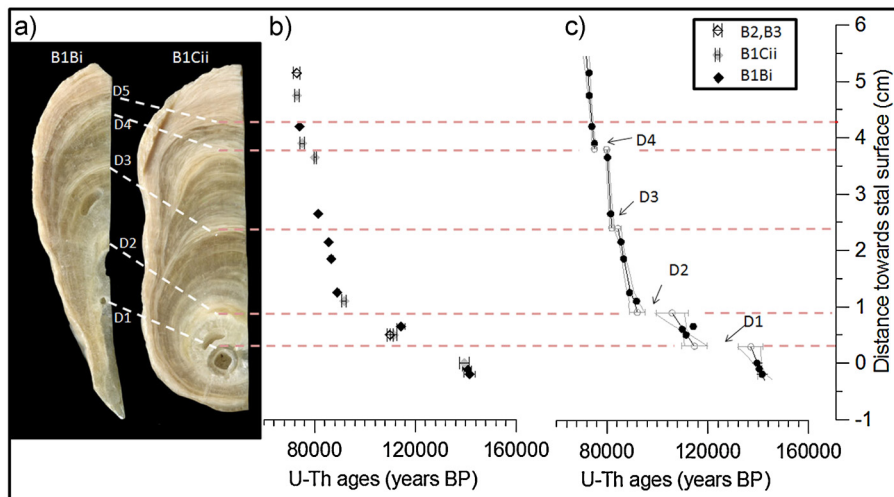 a)
B1Bi
B1Cii
D5
D4
D3
D2
D1
b)
80000 120000 160000
U-Th ages (years BP)
c)
B2,B3
B1Cii
B1Bi
D4
D3
D2
D1
80000 120000 160000
U-Th ages (years BP)
6
5
4
3
2
1
0
-1
Distance towards stal surface (cm)